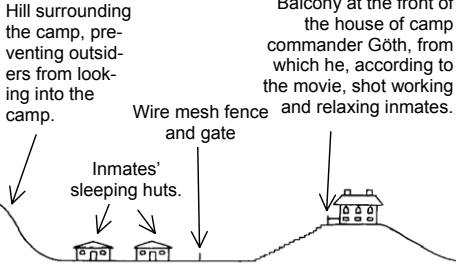 Hill surrounding
the camp, pre-
venting outsid-
ers from look-
ing into the
camp.
Wire mesh fence
and gate
Inmates’
sleeping huts.
Balcony at the front of
the house of camp
commander Göth, from
which he, according to
the movie, shot working
and relaxing inmates.